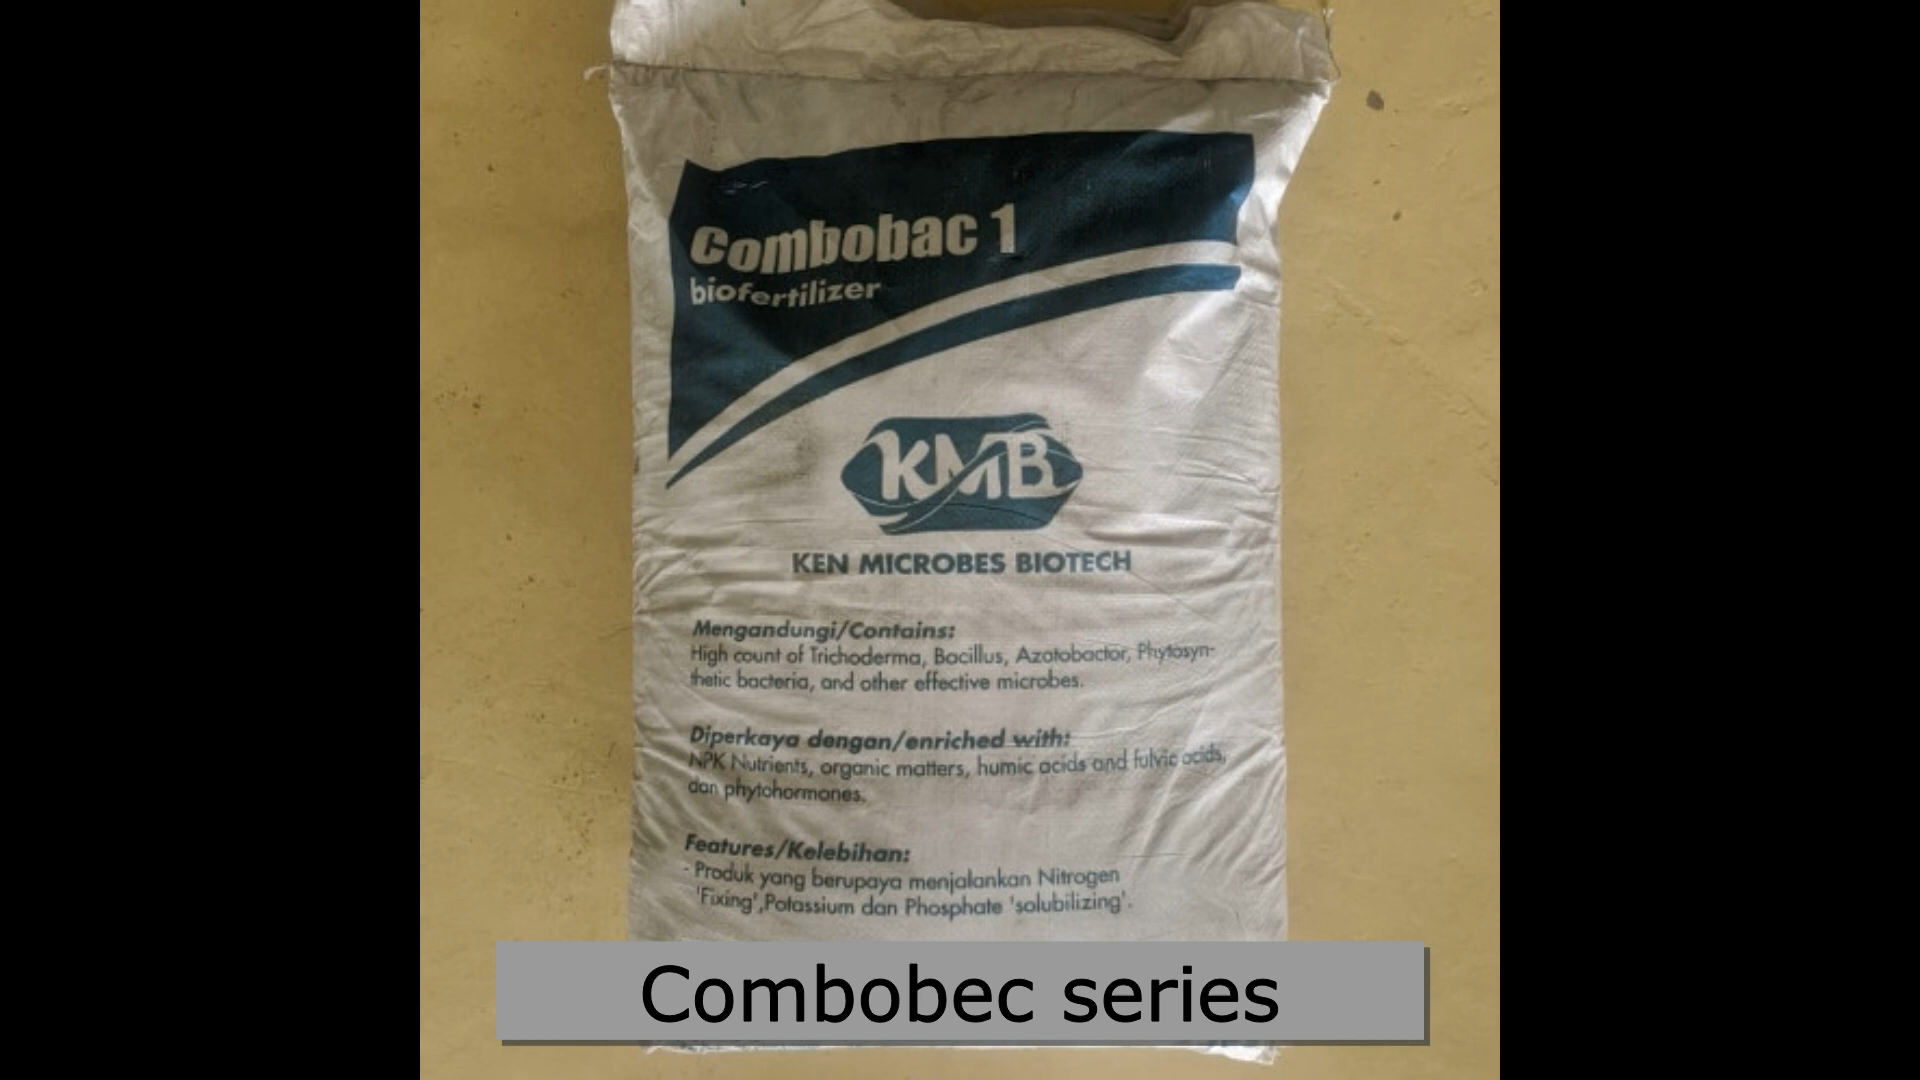 Combobac 1
biofertilizer
KMB
KEN MICROBES BIOTECH
Mengandungi/Contains:
High count of Trichoderma, Bacillus, Azotobactor, Phytosyn-
thetic bacteria, and other effective microbes.
Diperkaya dengan/enriched with:
NPK Nutrients, organic matters, humic acids and fulvic acids,
dan phytohormones.
Features/Kelebihan:
- Produk yang berupaya menjalankan Nitrogen
'Fixing',Potassium dan Phosphate 'solubilizing'.
Combobec series